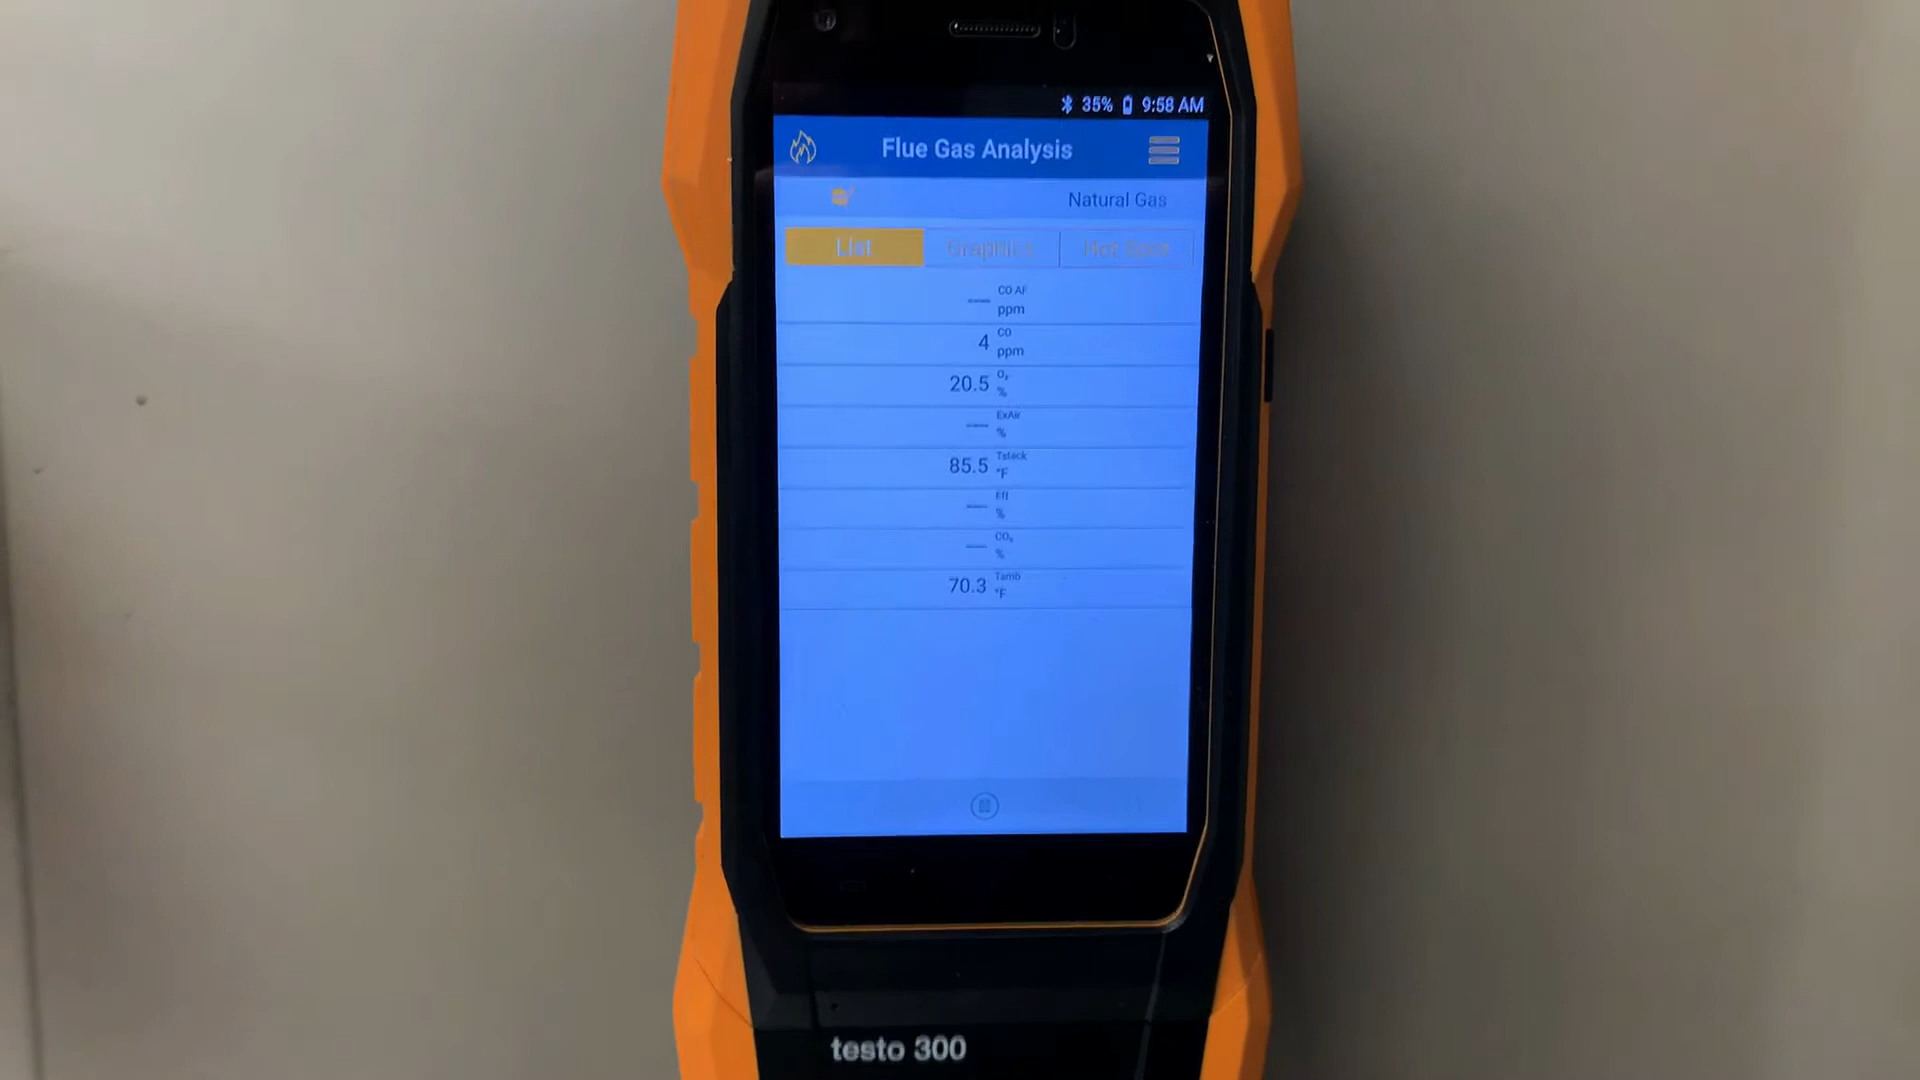 35% 9:58 AM
Flue Gas Analysis
Natural Gas
List Graphics Hot Spot
--- CO AF ppm
4 CO ppm
20.5 O₂ %
--- ExAir %
85.5 Tstack °F
--- Eff %
--- CO₂ %
70.3 Tamb °F
testo 300